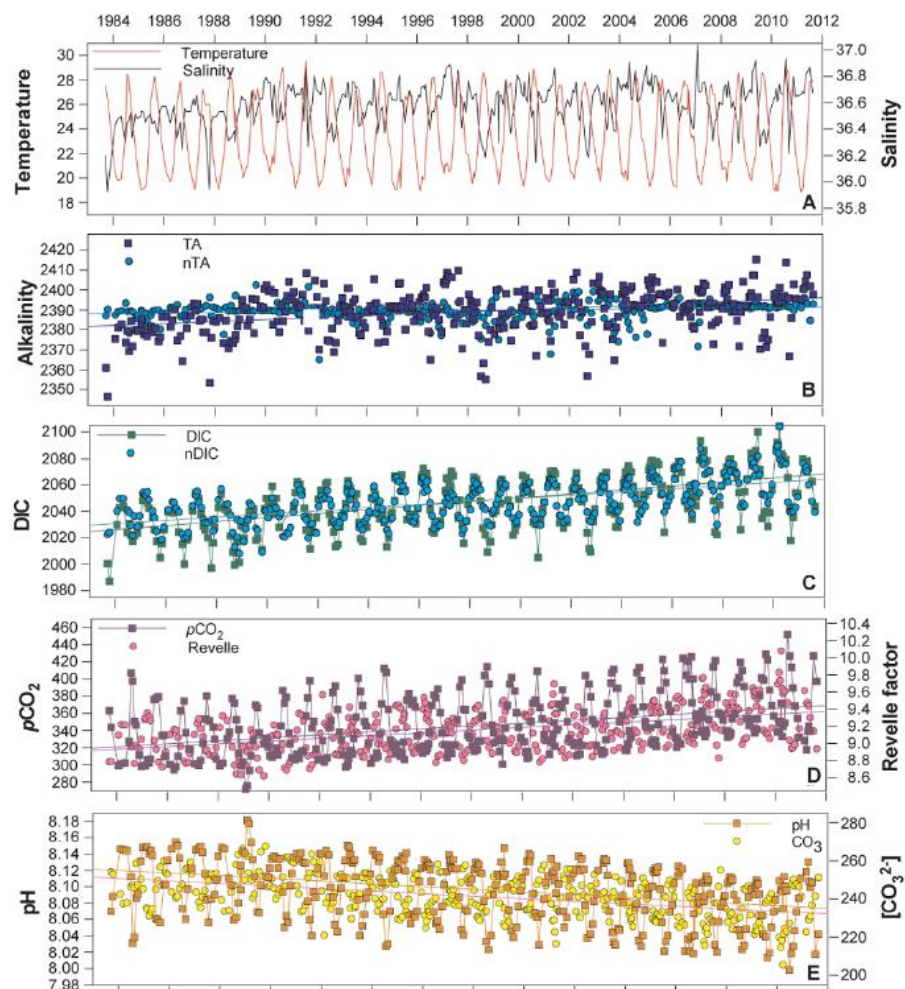 1984 1986 1988 1990 1992 1994 1996 1998 2000 2002 2004 2006 2008 2010 2012
Temperature
Salinity
Temperature
30
28
26
24
22
20
18
37.0
36.8
36.6
36.4
36.2
36.0
35.8
Salinity
A
TA
nTA
Alkalinity
2420
2410
2400
2390
2380
2370
2360
2350
B
DIC
nDIC
DIC
2100
2080
2060
2040
2020
2000
1980
C
pCO₂
Revelle
pCO₂
460
440
420
400
380
360
340
320
300
280
10.4
10.2
10.0
9.8
9.6
9.4
9.2
9.0
8.8
8.6
Revelle factor
D
pH
CO₃
pH
8.18
8.16
8.14
8.12
8.10
8.08
8.06
8.04
8.02
8.00
7.98
280
260
240
220
200
[CO₃²⁻]
E